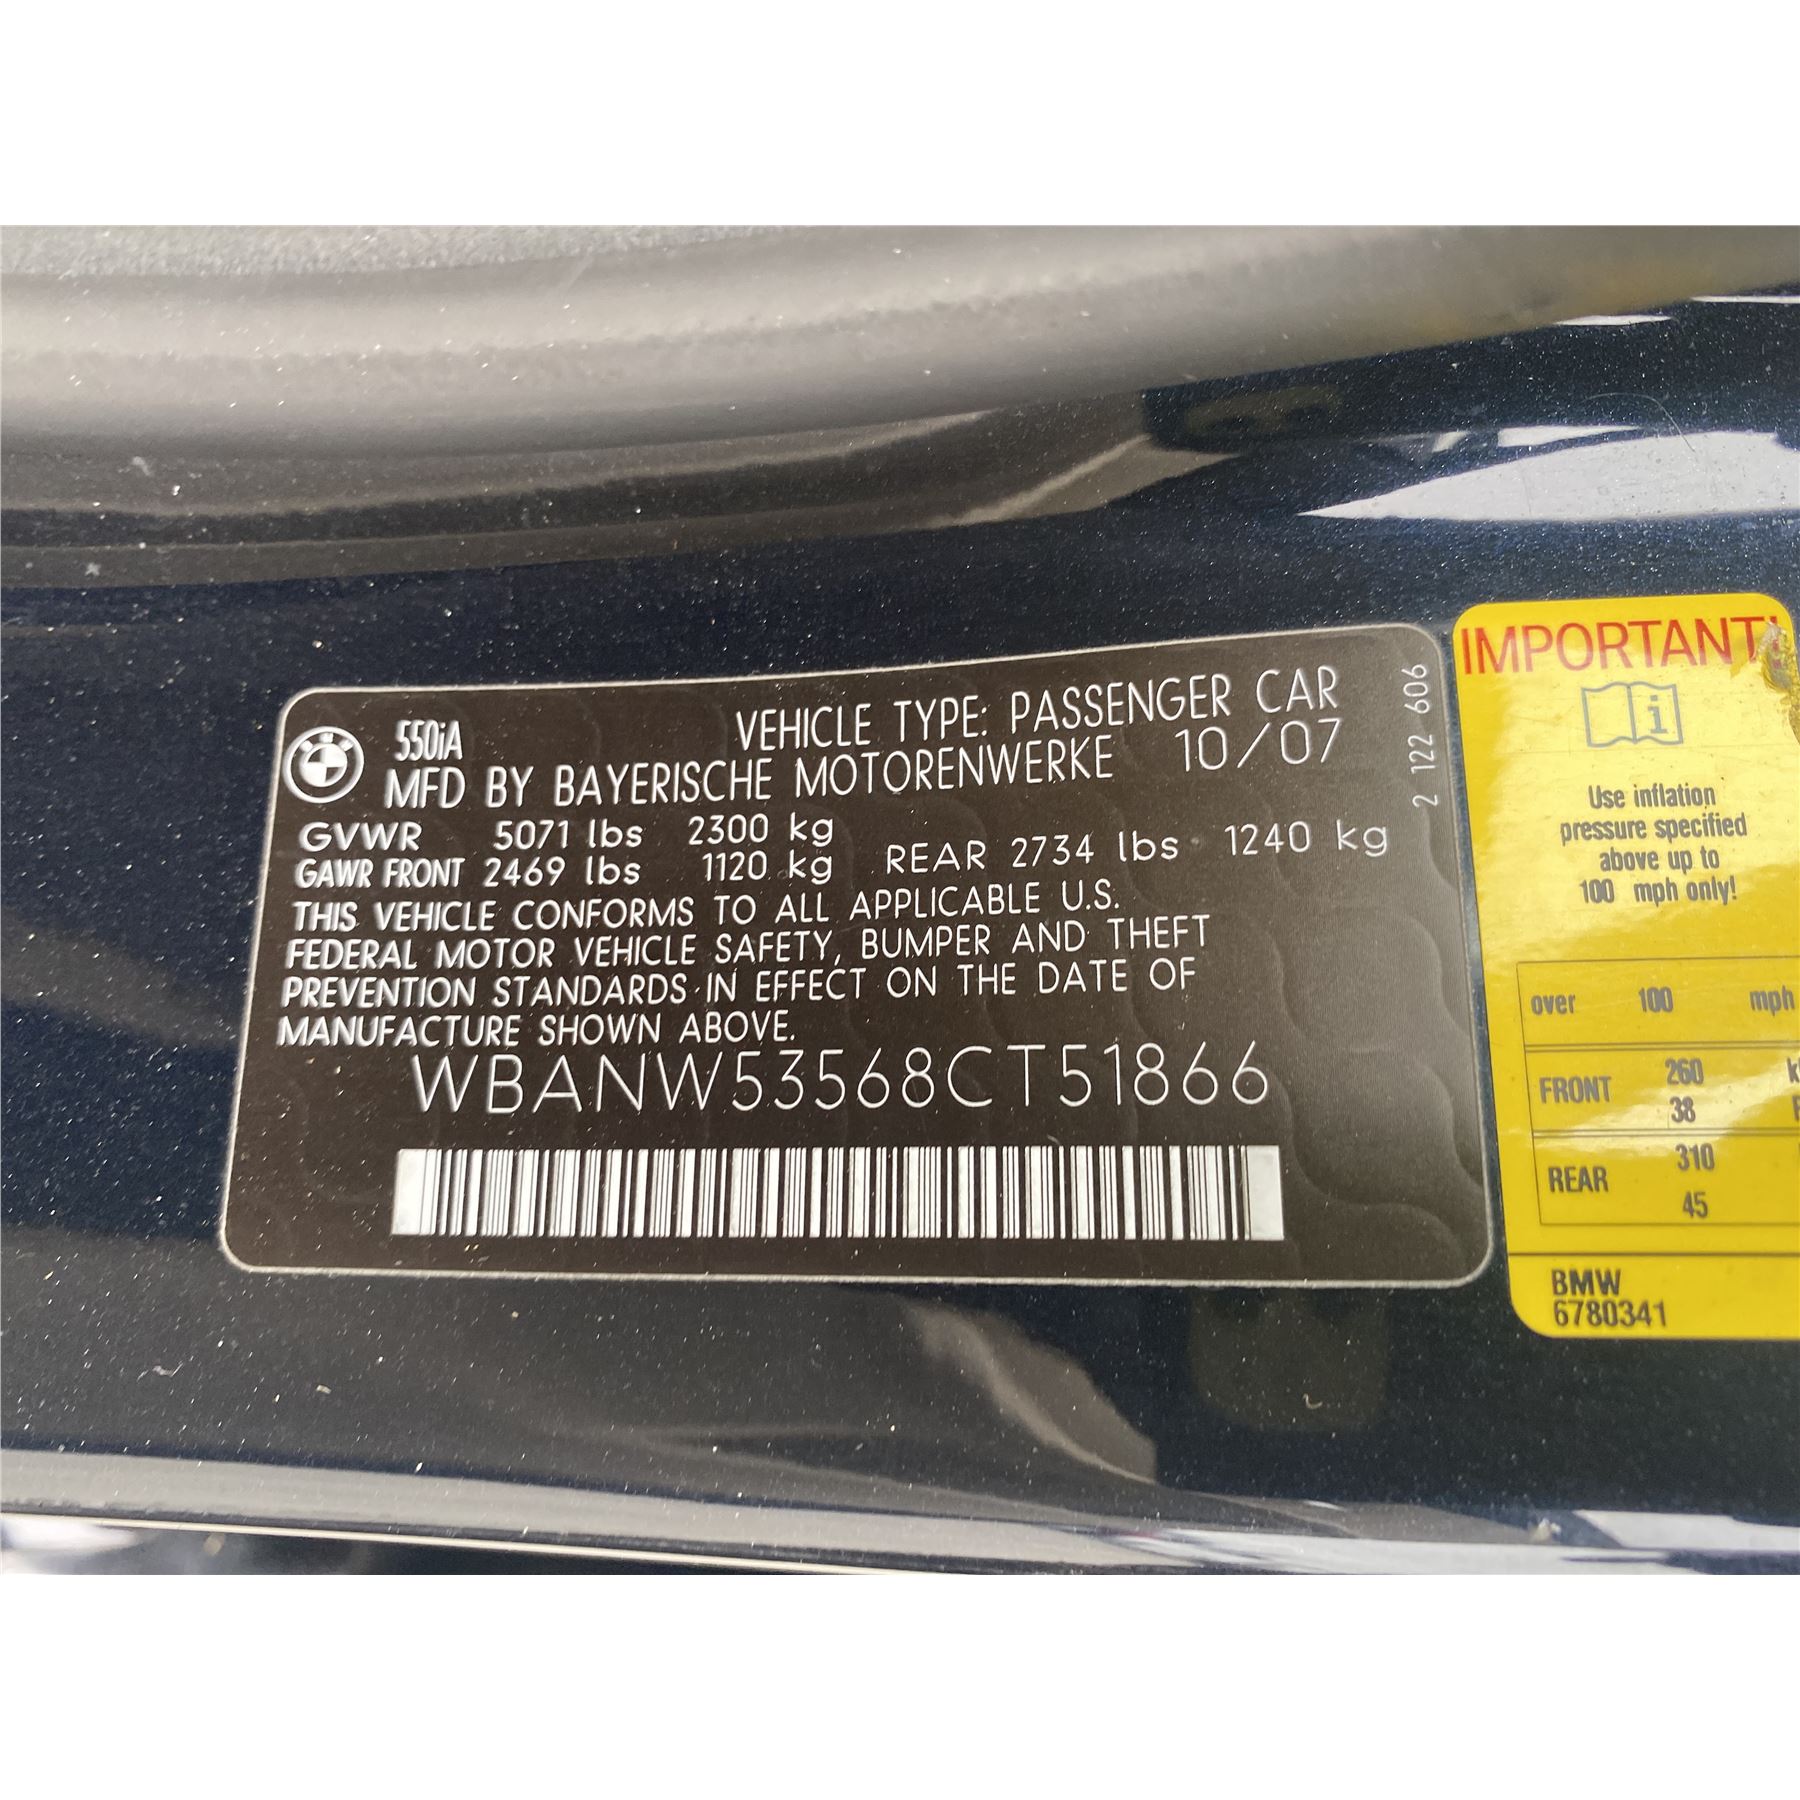 550iA VEHICLE TYPE: PASSENGER CAR
MFD BY BAYERISCHE MOTORENWERKE 10/07
GVWR 5071 lbs 2300 kg
GAWR FRONT 2469 lbs 1120 kg REAR 2734 lbs 1240 kg
THIS VEHICLE CONFORMS TO ALL APPLICABLE U.S.
FEDERAL MOTOR VEHICLE SAFETY, BUMPER AND THEFT
PREVENTION STANDARDS IN EFFECT ON THE DATE OF
MANUFACTURE SHOWN ABOVE.
WBANW53568CT51866
2 122 606
IMPORTANT!
i
Use inflation
pressure specified
above up to
100 mph only!
over 100 mph
FRONT 260
38
REAR 310
45
BMW
6780341